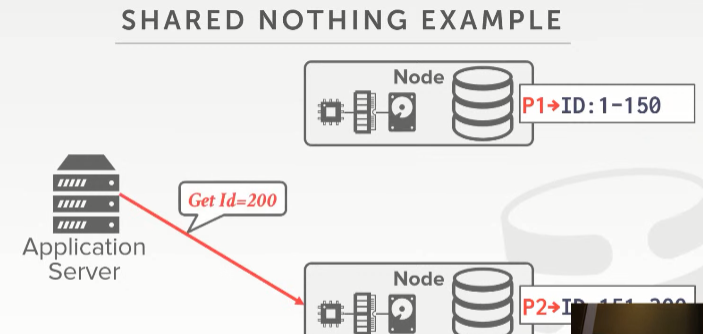 SHARED NOTHING EXAMPLE
Node
P1→ID:1-150
Get Id=200
Application
Server
Node